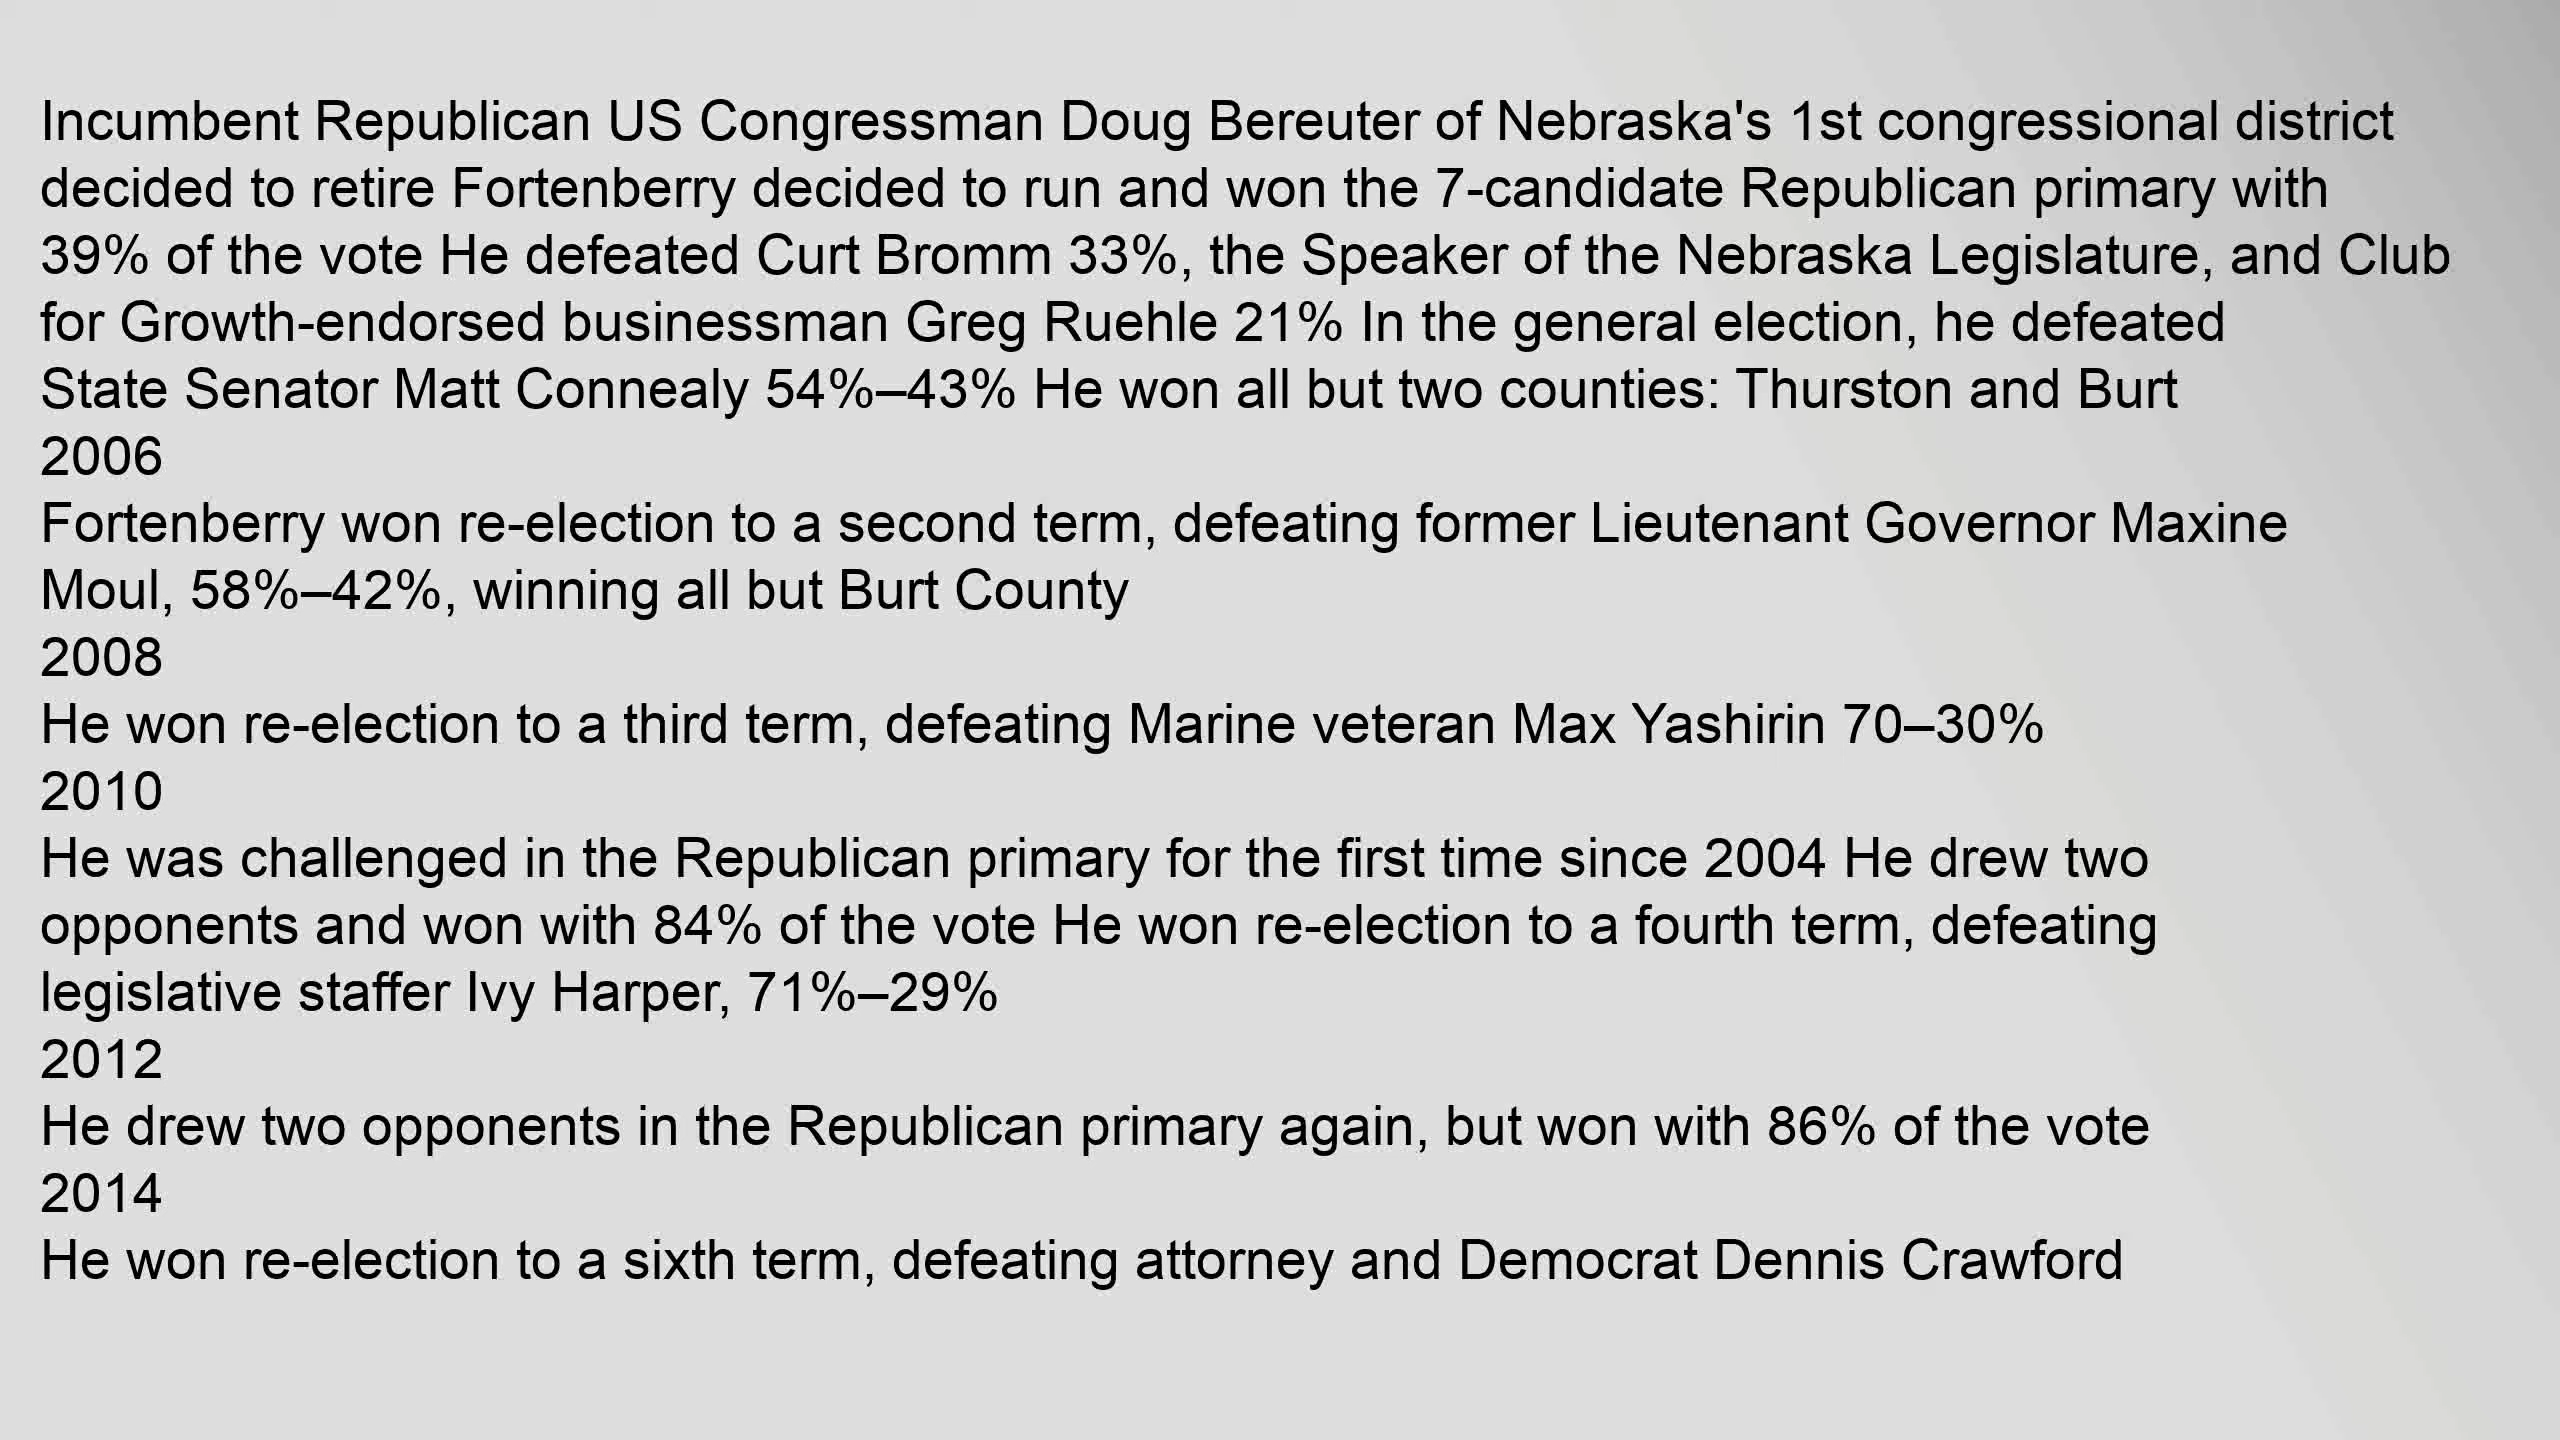 Incumbent Republican US Congressman Doug Bereuter of Nebraska's 1st congressional district
decided to retire Fortenberry decided to run and won the 7-candidate Republican primary with
39% of the vote He defeated Curt Bromm 33%, the Speaker of the Nebraska Legislature, and Club
for Growth-endorsed businessman Greg Ruehle 21% In the general election, he defeated
State Senator Matt Connealy 54%–43% He won all but two counties: Thurston and Burt
2006
Fortenberry won re-election to a second term, defeating former Lieutenant Governor Maxine
Moul, 58%–42%, winning all but Burt County
2008
He won re-election to a third term, defeating Marine veteran Max Yashirin 70–30%
2010
He was challenged in the Republican primary for the first time since 2004 He drew two
opponents and won with 84% of the vote He won re-election to a fourth term, defeating
legislative staffer Ivy Harper, 71%–29%
2012
He drew two opponents in the Republican primary again, but won with 86% of the vote
2014
He won re-election to a sixth term, defeating attorney and Democrat Dennis Crawford